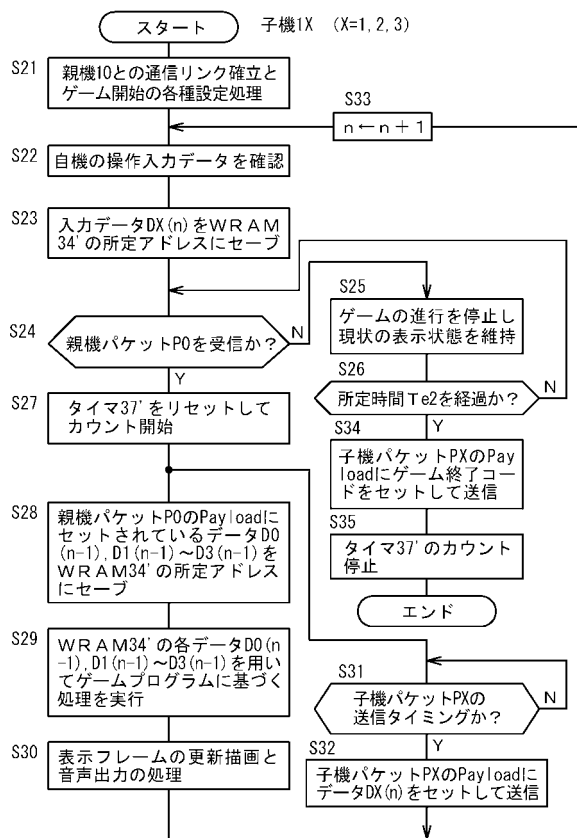 スタート
子機1X (X=1, 2, 3)
S21
親機10との通信リンク確立と
ゲーム開始の各種設定処理
S33
n←n+1
S22
自機の操作入力データを確認
S23
入力データDX(n)をWRAM
34'の所定アドレスにセーブ
S24
親機パケットP0を受信か?
N
Y
S25
ゲームの進行を停止し
現状の表示状態を維持
S26
所定時間Te2を経過か?
N
Y
S27
タイマ37'をリセットして
カウント開始
S34
子機パケットPXのPay
loadにゲーム終了コー
ドをセットして送信
S35
タイマ37'のカウント
停止
エンド
S28
親機パケットP0のPayloadに
セットされているデータD0
(n-1), D1(n-1)～D3(n-1)を
WRAM34'の所定アドレス
にセーブ
S29
WRAM34'の各データD0(n
-1), D1(n-1)～D3(n-1)を用い
てゲームプログラムに基づく
処理を実行
S30
表示フレームの更新描画と
音声出力の処理
S31
子機パケットPXの
送信タイミングか?
N
Y
S32
子機パケットPXのPayloadに
データDX(n)をセットして送信